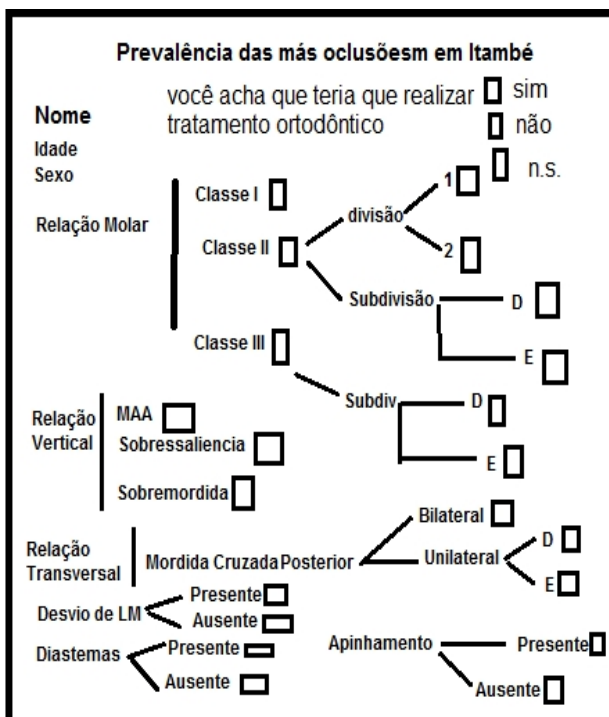 Prevalência das más oclusõesm em Itambé
você acha que teria que realizar sim
Nome tratamento ortodôntico não
Idade
Sexo n.s.
Classe I divisão 1
Relação Molar
Classe II 2
Subdivisão D
Classe III E
Subdiv D
Relação Vertical MAA
Sobressaliencia
E
Sobremordida
Bilateral
Relação Transversal Mordida Cruzada Posterior Unilateral D
E
Desvio de LM Presente
Ausente
Diastemas Presente
Ausente
Apinhamento Presente
Ausente